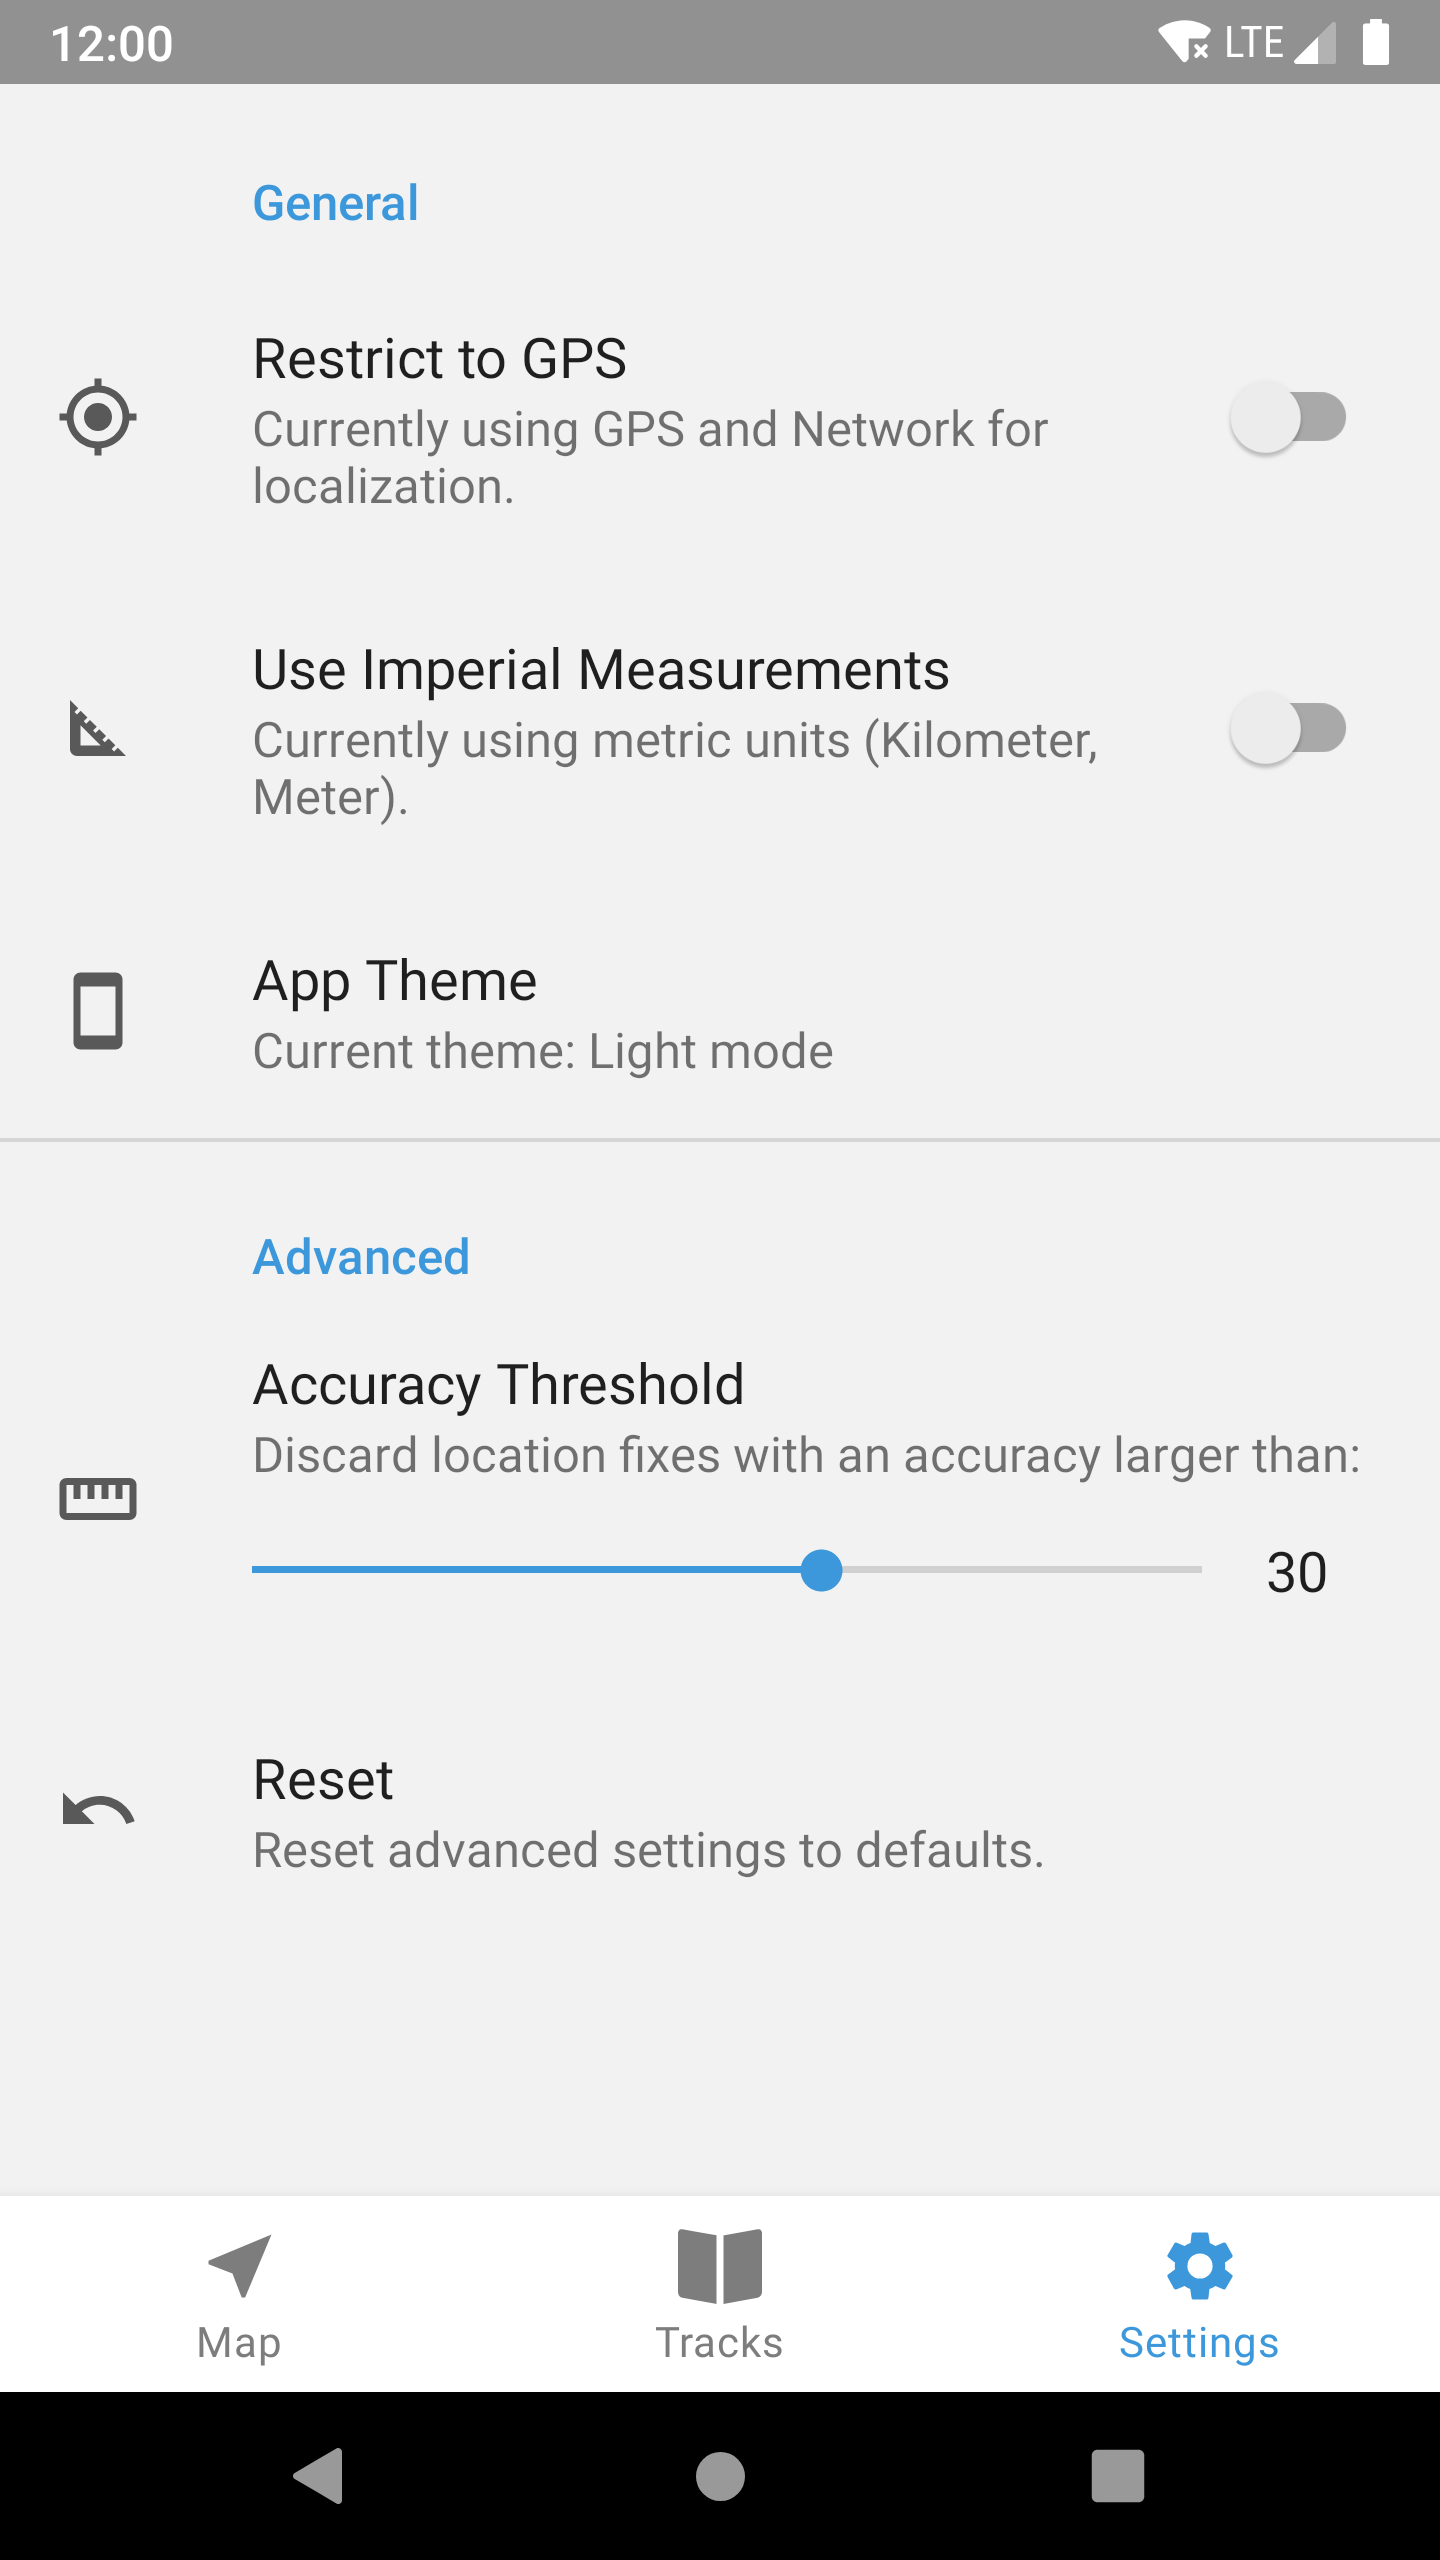 12:00
LTE
General
Restrict to GPS
Currently using GPS and Network for
localization.
Use Imperial Measurements
Currently using metric units (Kilometer,
Meter).
App Theme
Current theme: Light mode
Advanced
Accuracy Threshold
Discard location fixes with an accuracy larger than:
30
Reset
Reset advanced settings to defaults.
Map
Tracks
Settings